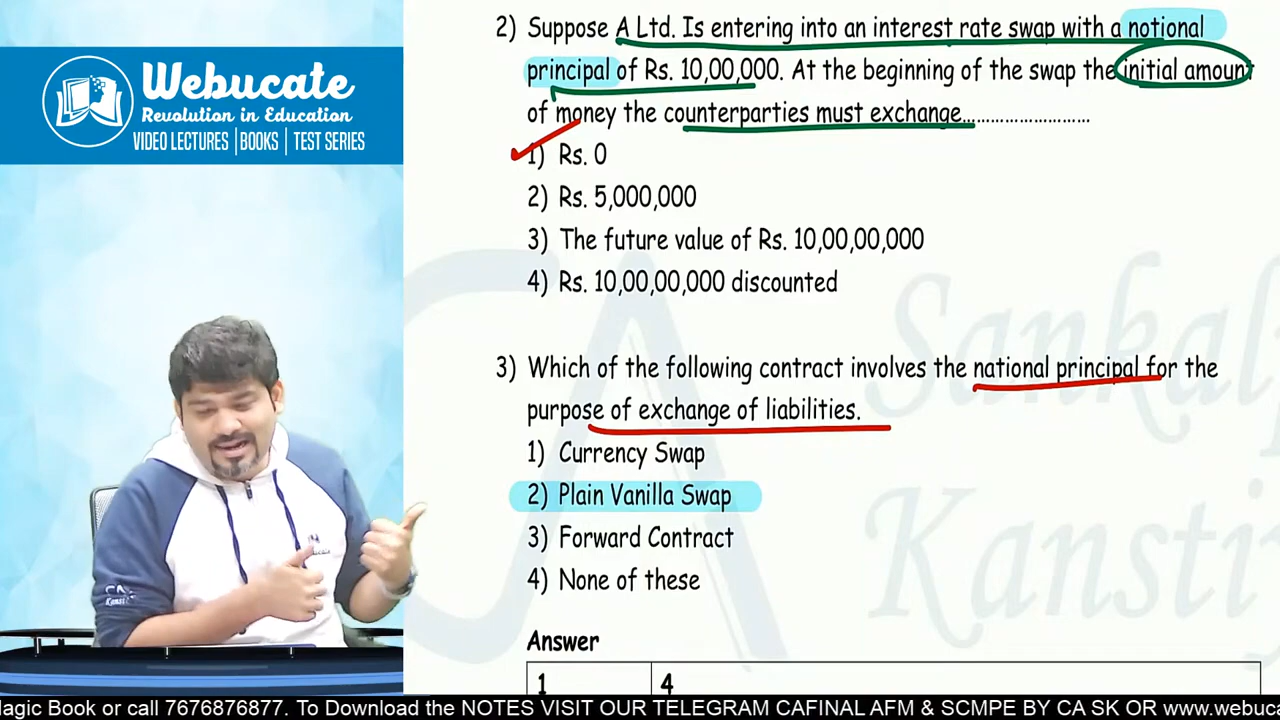 Webucate
Revolution in Education
VIDEO LECTURES | BOOKS | TEST SERIES
2) Suppose A Ltd. Is entering into an interest rate swap with a notional
principal of Rs. 10,00,000. At the beginning of the swap the initial amount
of money the counterparties must exchange..............................
1) Rs. 0
2) Rs. 5,000,000
3) The future value of Rs. 10,00,00,000
4) Rs. 10,00,00,000 discounted
3) Which of the following contract involves the national principal for the
purpose of exchange of liabilities.
1) Currency Swap
2) Plain Vanilla Swap
3) Forward Contract
4) None of these
Answer
1 4
CA
Sankal
Kansti
Kansti
lagic Book or call 7676876877. To Download the NOTES VISIT OUR TELEGRAM CAFINAL AFM & SCMPE BY CA SK OR www.webuca